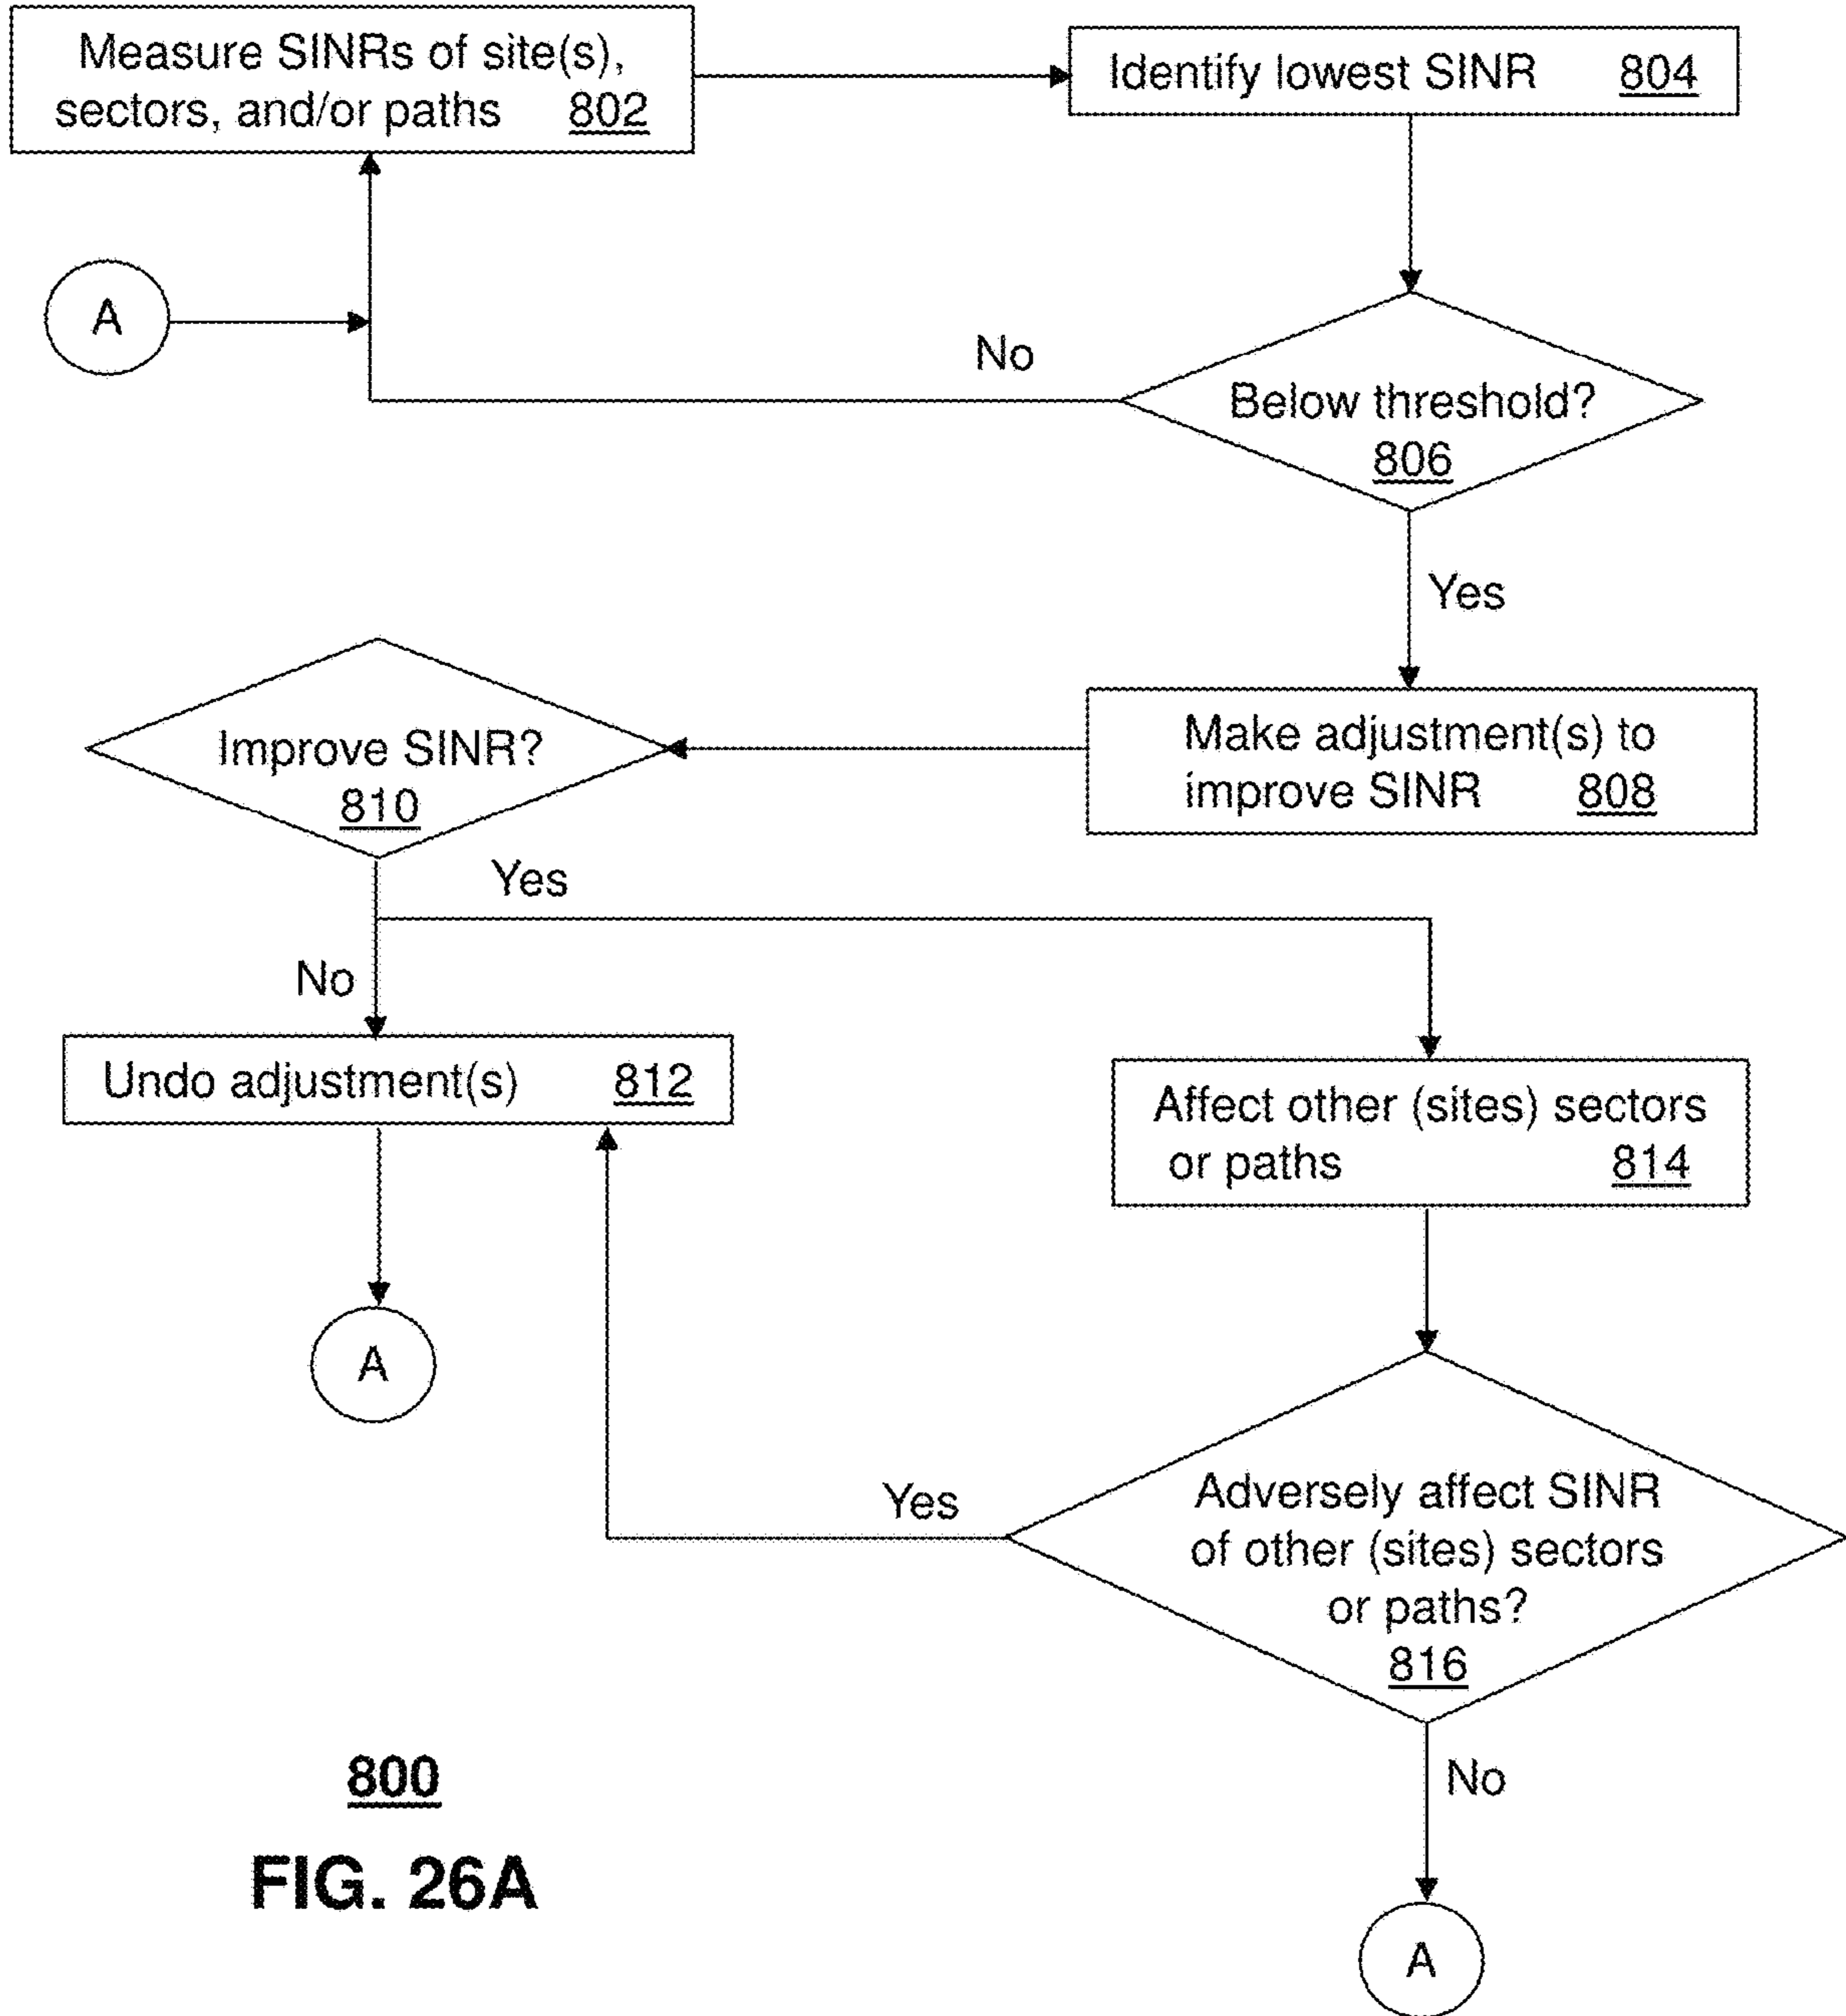 Measure SINRs of site(s),
sectors, and/or paths 802
Identify lowest SINR 804
A
No
Below threshold?
806
Yes
Improve SINR?
810
Make adjustment(s) to
improve SINR 808
Yes
No
Undo adjustment(s) 812
Affect other (sites) sectors
or paths 814
A
Yes
Adversely affect SINR
of other (sites) sectors
or paths?
816
No
800
FIG. 26A
A